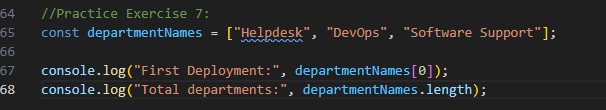 64 //Practice Exercise 7:
65 const departmentNames = ["Helpdesk", "DevOps", "Software Support"];
66
67 console.log("First Deployment:", departmentNames[0]);
68 console.log("Total departments:", departmentNames.length);